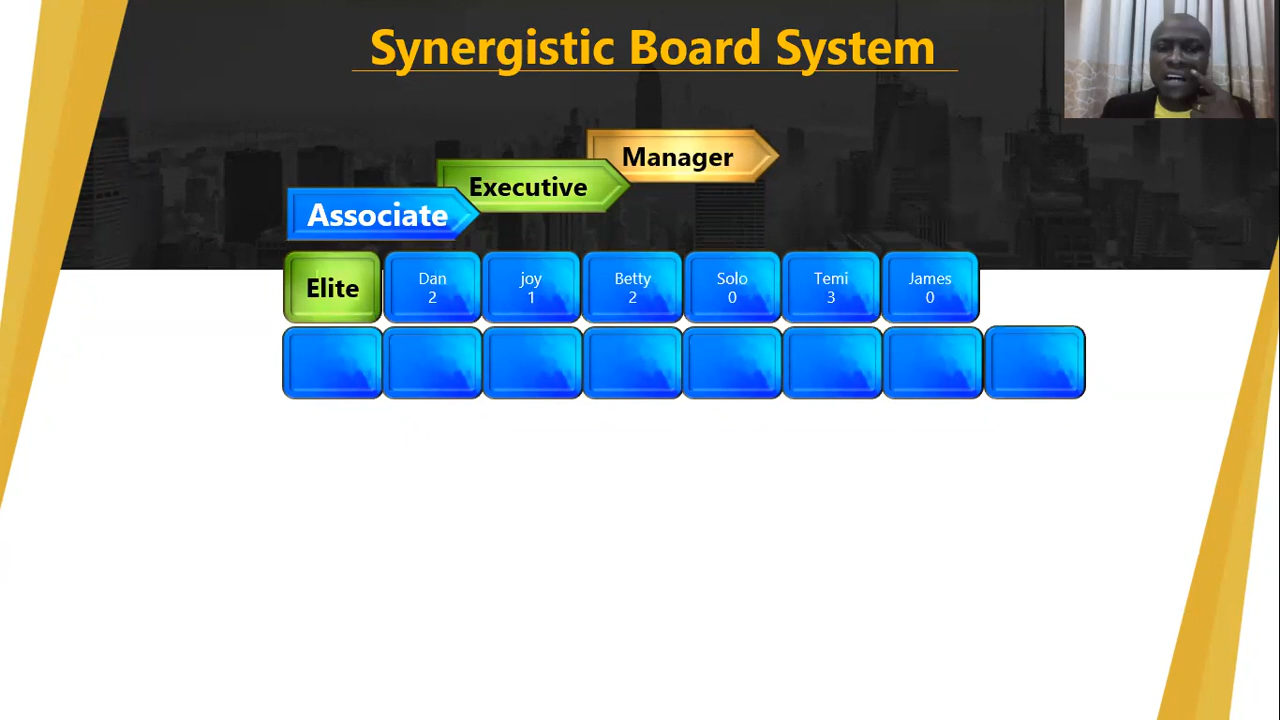 Synergistic Board System
Manager
Executive
Associate
Elite
Dan
2
joy
1
Betty
2
Solo
0
Temi
3
James
0